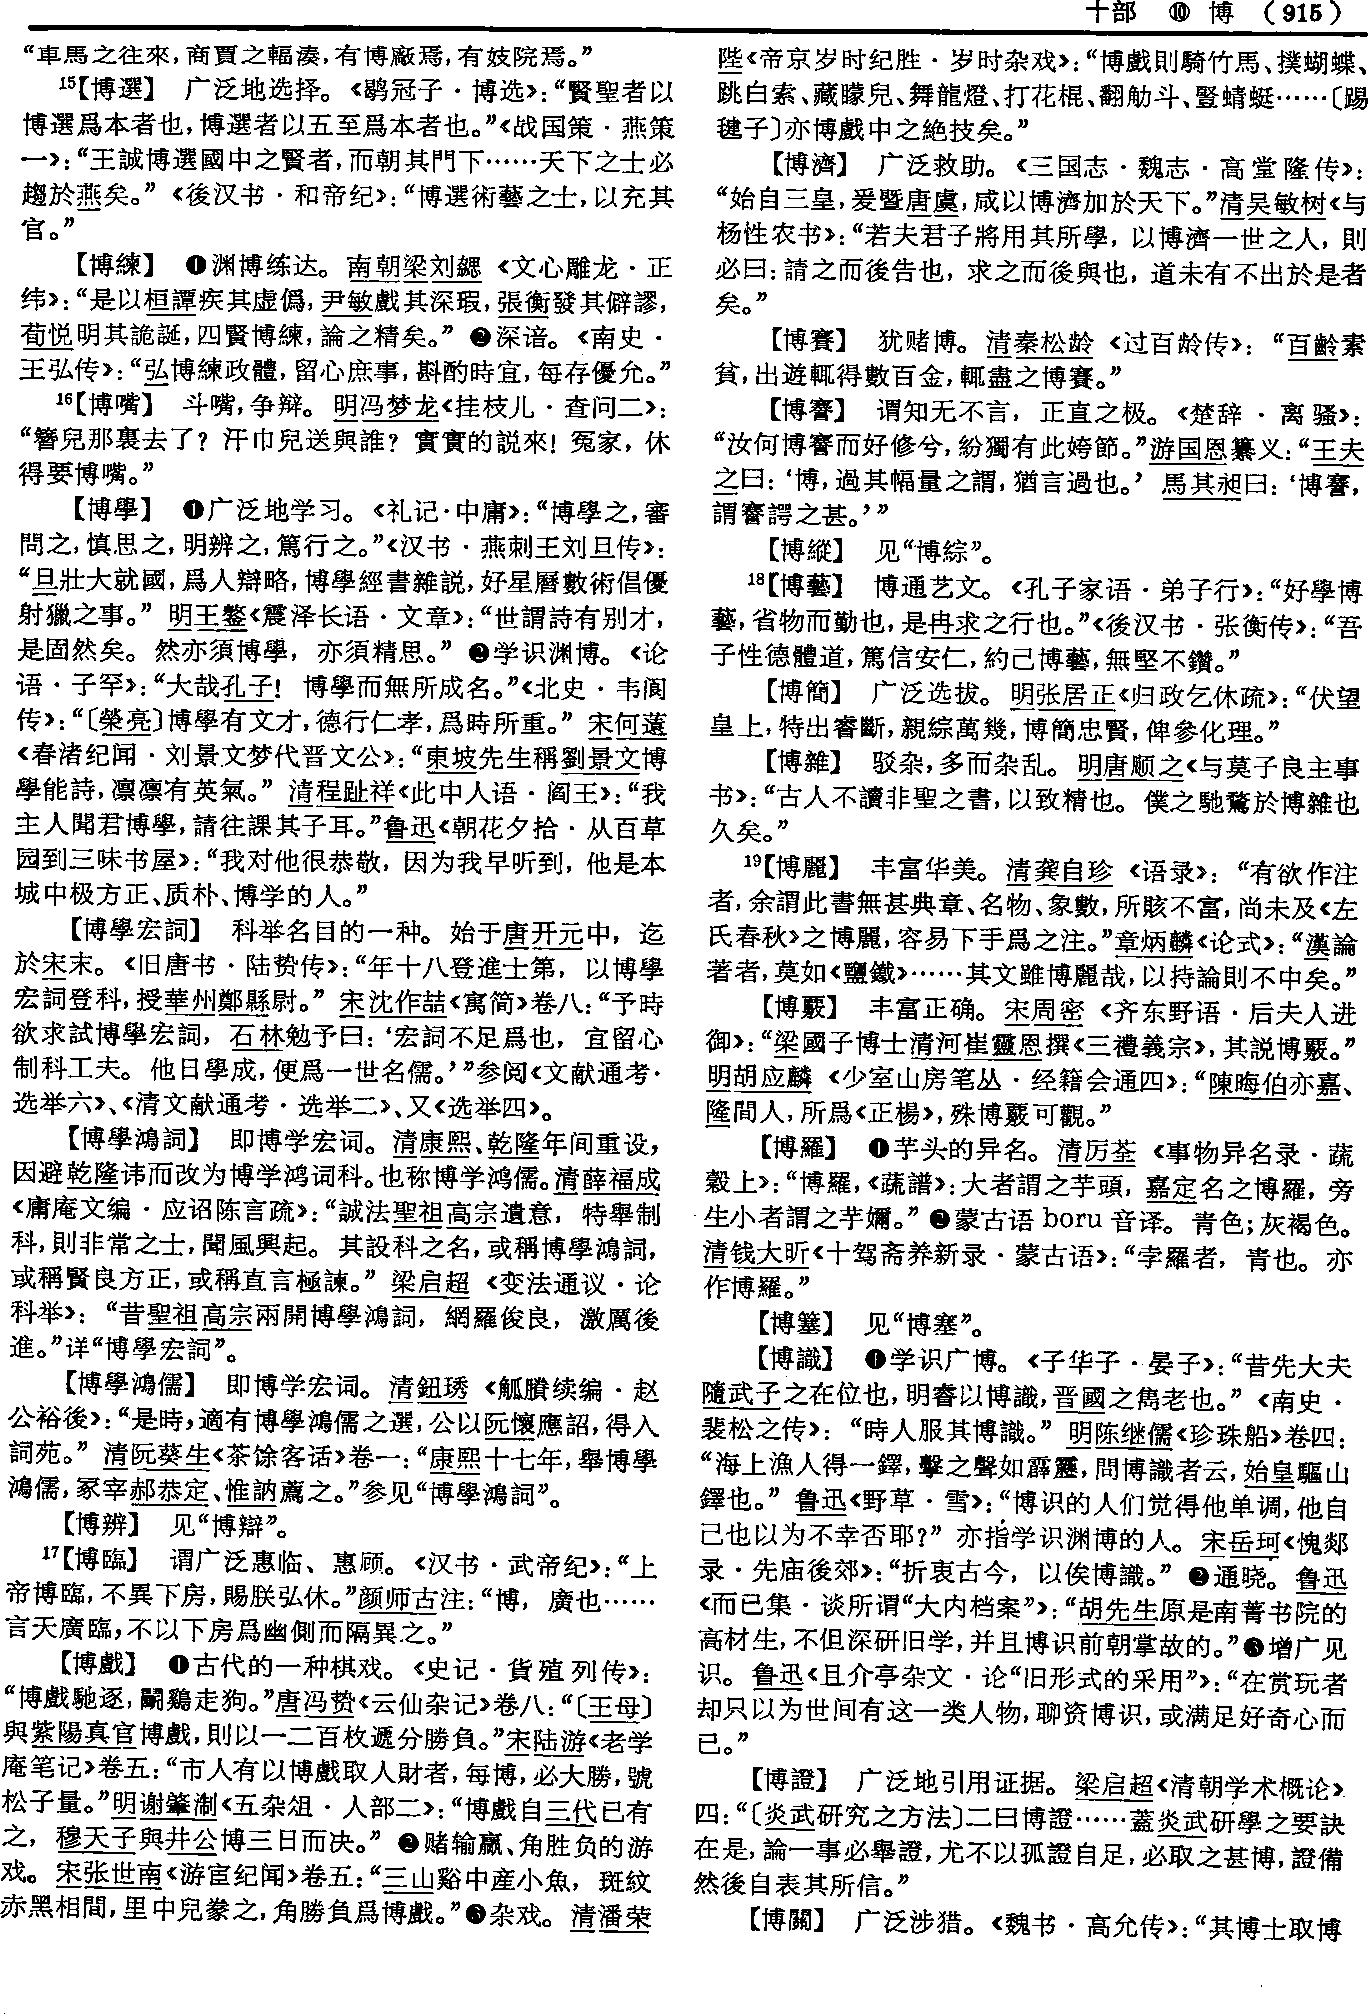 十部 ⑩ 博 （915）
“車馬之往來，商賈之輻湊，有博廠焉，有妓院焉。”
¹⁵【博選】 广泛地选择。《鹖冠子·博选》：“賢聖者以
博選爲本者也，博選者以五至爲本者也。”《战国策·燕策
一》：“王誠博選國中之賢者，而朝其門下……天下之士必
趨於燕矣。”《後汉书·和帝纪》：“博選術藝之士，以充其
官。”
【博練】 ❶渊博练达。南朝梁刘勰《文心雕龙·正
纬》：“是以桓譚疾其虚僞，尹敏戲其深瑕，張衡發其僻謬，
荀悦明其詭誕，四賢博練，論之精矣。” ❷深谙。《南史·
王弘传》：“弘博練政體，留心庶事，斟酌時宜，每存優允。”
¹⁶【博嘴】 斗嘴，争辩。明冯梦龙《挂枝儿·查问二》：
“簪兒那裏去了？汗巾兒送與誰？實實的説來！冤家，休
得要博嘴。”
【博學】 ❶广泛地学习。《礼记·中庸》：“博學之，審
問之，慎思之，明辨之，篤行之。”《汉书·燕刺王刘旦传》：
“旦壯大就國，爲人辯略，博學經書雜説，好星曆數術倡優
射獵之事。”明王鏊《震泽长语·文章》：“世謂詩有别才，
是固然矣。然亦須博學，亦須精思。” ❷学识渊博。《论
语·子罕》：“大哉孔子！博學而無所成名。”《北史·韦阆
传》：“〔榮亮〕博學有文才，德行仁孝，爲時所重。”宋何薳
《春渚纪闻·刘景文梦代晋文公》：“東坡先生稱劉景文博
學能詩，凛凛有英氣。”清程趾祥《此中人语·阎王》：“我
主人聞君博學，請往課其子耳。”鲁迅《朝花夕拾·从百草
园到三味书屋》：“我对他很恭敬，因为我早听到，他是本
城中极方正、质朴、博学的人。”
【博學宏詞】 科举名目的一种。始于唐开元中，迄
於宋末。《旧唐书·陆贽传》：“年十八登進士第，以博學
宏詞登科，授華州鄭縣尉。”宋沈作喆《寓简》卷八：“予時
欲求試博學宏詞，石林勉予曰：‘宏詞不足爲也，宜留心
制科工夫。他日學成，便爲一世名儒。’”参阅《文献通考·
选举六》、《清文献通考·选举二》、又《选举四》。
【博學鴻詞】 即博学宏词。清康熙、乾隆年间重设，
因避乾隆讳而改为博学鸿词科。也称博学鸿儒。清薛福成
《庸庵文编·应诏陈言疏》：“誠法聖祖高宗遺意，特舉制
科，則非常之士，聞風興起。其設科之名，或稱博學鴻詞，
或稱賢良方正，或稱直言極諫。”梁启超《变法通议·论
科举》：“昔聖祖高宗兩開博學鴻詞，網羅俊良，激厲後
進。”详“博學宏詞”。
【博學鴻儒】 即博学宏词。清鈕琇《觚賸续编·赵
公裕後》：“是時，適有博學鴻儒之選，公以阮懷應詔，得入
詞苑。”清阮葵生《茶馀客话》卷一：“康熙十七年，舉博學
鴻儒，冢宰郝恭定、惟訥薦之。”参见“博學鴻詞”。
【博辨】 见“博辯”。
¹⁷【博臨】 谓广泛惠临、惠顾。《汉书·武帝纪》：“上
帝博臨，不異下房，賜朕弘休。”颜师古注：“博，廣也……
言天廣臨，不以下房爲幽側而隔異之。”
【博戲】 ❶古代的一种棋戏。《史记·貨殖列传》：
“博戲馳逐，鬭鷄走狗。”唐冯贽《云仙杂记》卷八：“〔王母〕
與紫陽真官博戲，則以一二百枚遞分勝負。”宋陆游《老学
庵笔记》卷五：“市人有以博戲取人財者，每博，必大勝，號
松子量。”明谢肇淛《五杂俎·人部二》：“博戲自三代已有
之，穆天子與井公博三日而决。” ❷赌输赢、角胜负的游
戏。宋张世南《游宦纪闻》卷五：“三山谿中産小魚，斑紋
赤黑相間，里中兒豢之，角勝負爲博戲。”❸杂戏。清潘荣
陛《帝京岁时纪胜·岁时杂戏》：“博戲則騎竹馬、撲蝴蝶、
跳白索、藏矇兒、舞龍燈、打花棍、翻觔斗、豎蜻蜓……〔踢
毽子〕亦博戲中之絶技矣。”
【博濟】 广泛救助。《三国志·魏志·高堂隆传》：
“始自三皇，爰暨唐虞，咸以博濟加於天下。”清吴敏树《与
杨性农书》：“若夫君子將用其所學，以博濟一世之人，則
必曰：請之而後告也，求之而後與也，道未有不出於是者
矣。”
【博賽】 犹赌博。清秦松龄《过百龄传》：“百齡素
貧，出遊輒得數百金，輒盡之博賽。”
【博謇】 谓知无不言，正直之极。《楚辞·离骚》：
“汝何博謇而好修兮，紛獨有此姱節。”游国恩纂义：“王夫
之曰：‘博，過其幅量之謂，猶言過也。’馬其昶曰：‘博謇，
謂謇諤之甚。’”
【博縱】 见“博綜”。
¹⁸【博藝】 博通艺文。《孔子家语·弟子行》：“好學博
藝，省物而勤也，是冉求之行也。”《後汉书·张衡传》：“吾
子性德體道，篤信安仁，約己博藝，無堅不鑽。”
【博簡】 广泛选拔。明张居正《归政乞休疏》：“伏望
皇上，特出睿斷，親綜萬幾，博簡忠賢，俾參化理。”
【博雜】 驳杂，多而杂乱。明唐顺之《与莫子良主事
书》：“古人不讀非聖之書，以致精也。僕之馳騖於博雜也
久矣。”
¹⁹【博麗】 丰富华美。清龚自珍《语录》：“有欲作注
者，余謂此書無甚典章、名物、象數，所賅不富，尚未及《左
氏春秋》之博麗，容易下手爲之注。”章炳麟《论式》：“漢論
著者，莫如《鹽鐵》……其文雖博麗哉，以持論則不中矣。”
【博覈】 丰富正确。宋周密《齐东野语·后夫人进
御》：“梁國子博士清河崔靈恩撰《三禮義宗》，其説博覈。”
明胡应麟《少室山房笔丛·经籍会通四》：“陳晦伯亦嘉、
隆間人，所爲《正楊》，殊博覈可觀。”
【博羅】 ❶芋头的异名。清厉荃《事物异名录·蔬
穀上》：“博羅，《蔬譜》：大者謂之芋頭，嘉定名之博羅，旁
生小者謂之芋嬭。”❷蒙古语 boru 音译。青色；灰褐色。
清钱大昕《十驾斋养新录·蒙古语》：“孛羅者，青也。亦
作博羅。”
【博簺】 见“博塞”。
【博識】 ❶学识广博。《子华子·晏子》：“昔先大夫
隨武子之在位也，明睿以博識，晋國之雋老也。”《南史·
裴松之传》：“時人服其博識。”明陈继儒《珍珠船》卷四：
“海上漁人得一鐸，擊之聲如霹靂，問博識者云，始皇驅山
鐸也。”鲁迅《野草·雪》：“博识的人们觉得他单调，他自
己也以为不幸否耶？”亦指学识渊博的人。宋岳珂《愧郯
录·先庙後郊》：“折衷古今，以俟博識。” ❷通晓。鲁迅
《而已集·谈所谓“大内档案”》：“胡先生原是南菁书院的
高材生，不但深研旧学，并且博识前朝掌故的。”❸增广见
识。鲁迅《且介亭杂文·论“旧形式的采用”》：“在赏玩者
却只以为世间有这一类人物，聊资博识，或满足好奇心而
已。”
【博證】 广泛地引用证据。梁启超《清朝学术概论》
四：“〔炎武研究之方法〕二曰博證……蓋炎武研學之要訣
在是，論一事必舉證，尤不以孤證自足，必取之甚博，證備
然後自表其所信。”
【博關】 广泛涉猎。《魏书·高允传》：“其博士取博